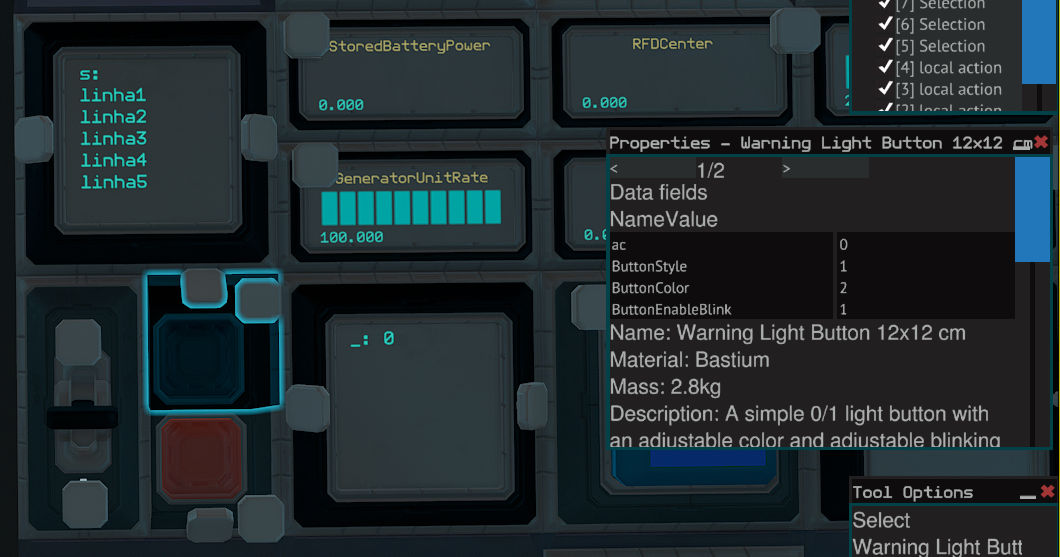 [7] Selection
[6] Selection
[5] Selection
[4] local action
[3] local action
[2] local action
s:
linha1
linha2
linha3
linha4
linha5
StoredBatteryPower
0.000
RFDCenter
0.000
GeneratorUnitRate
100.000
_: 0
Properties - Warning Light Button 12x12 cm
< 1/2 >
Data fields
NameValue
ac 0
ButtonStyle 1
ButtonColor 2
ButtonEnableBlink 1
Name: Warning Light Button 12x12 cm
Material: Bastium
Mass: 2.8kg
Description: A simple 0/1 light button with
an adjustable color and adjustable blinking
Tool Options
Select
Warning Light Butt